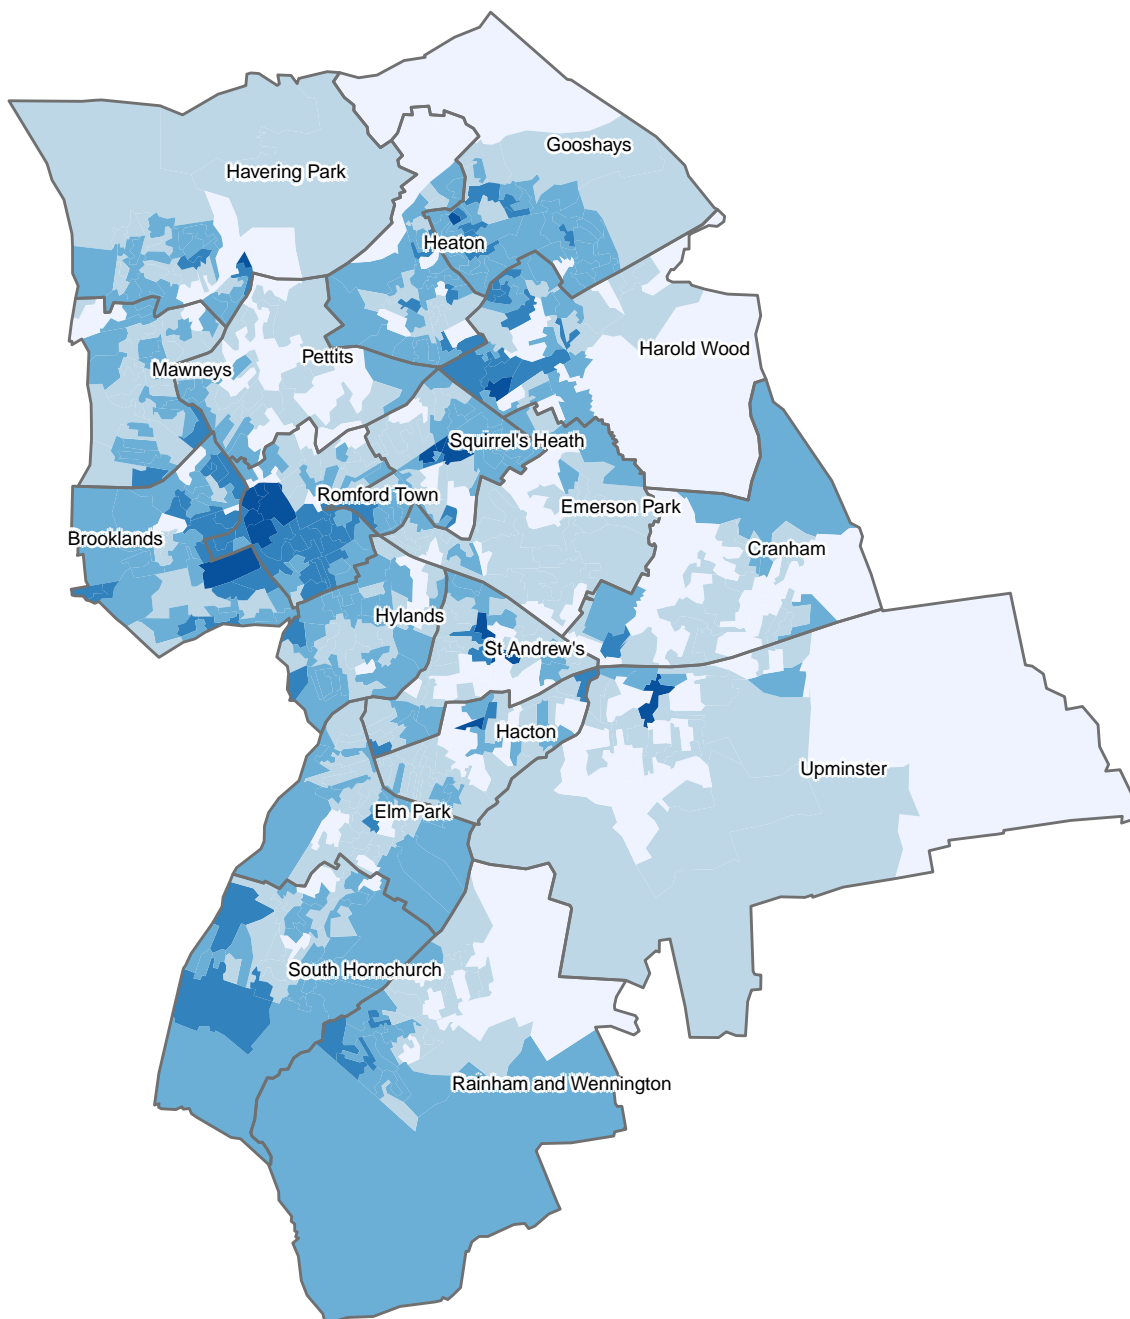 Gooshays
Havering Park
Heaton
Harold Wood
Pettits
Mawneys
Squirrel's Heath
Romford Town
Emerson Park
Brooklands
Cranham
Hylands
St Andrew's
Hacton
Upminster
Elm Park
South Hornchurch
Rainham and Wennington